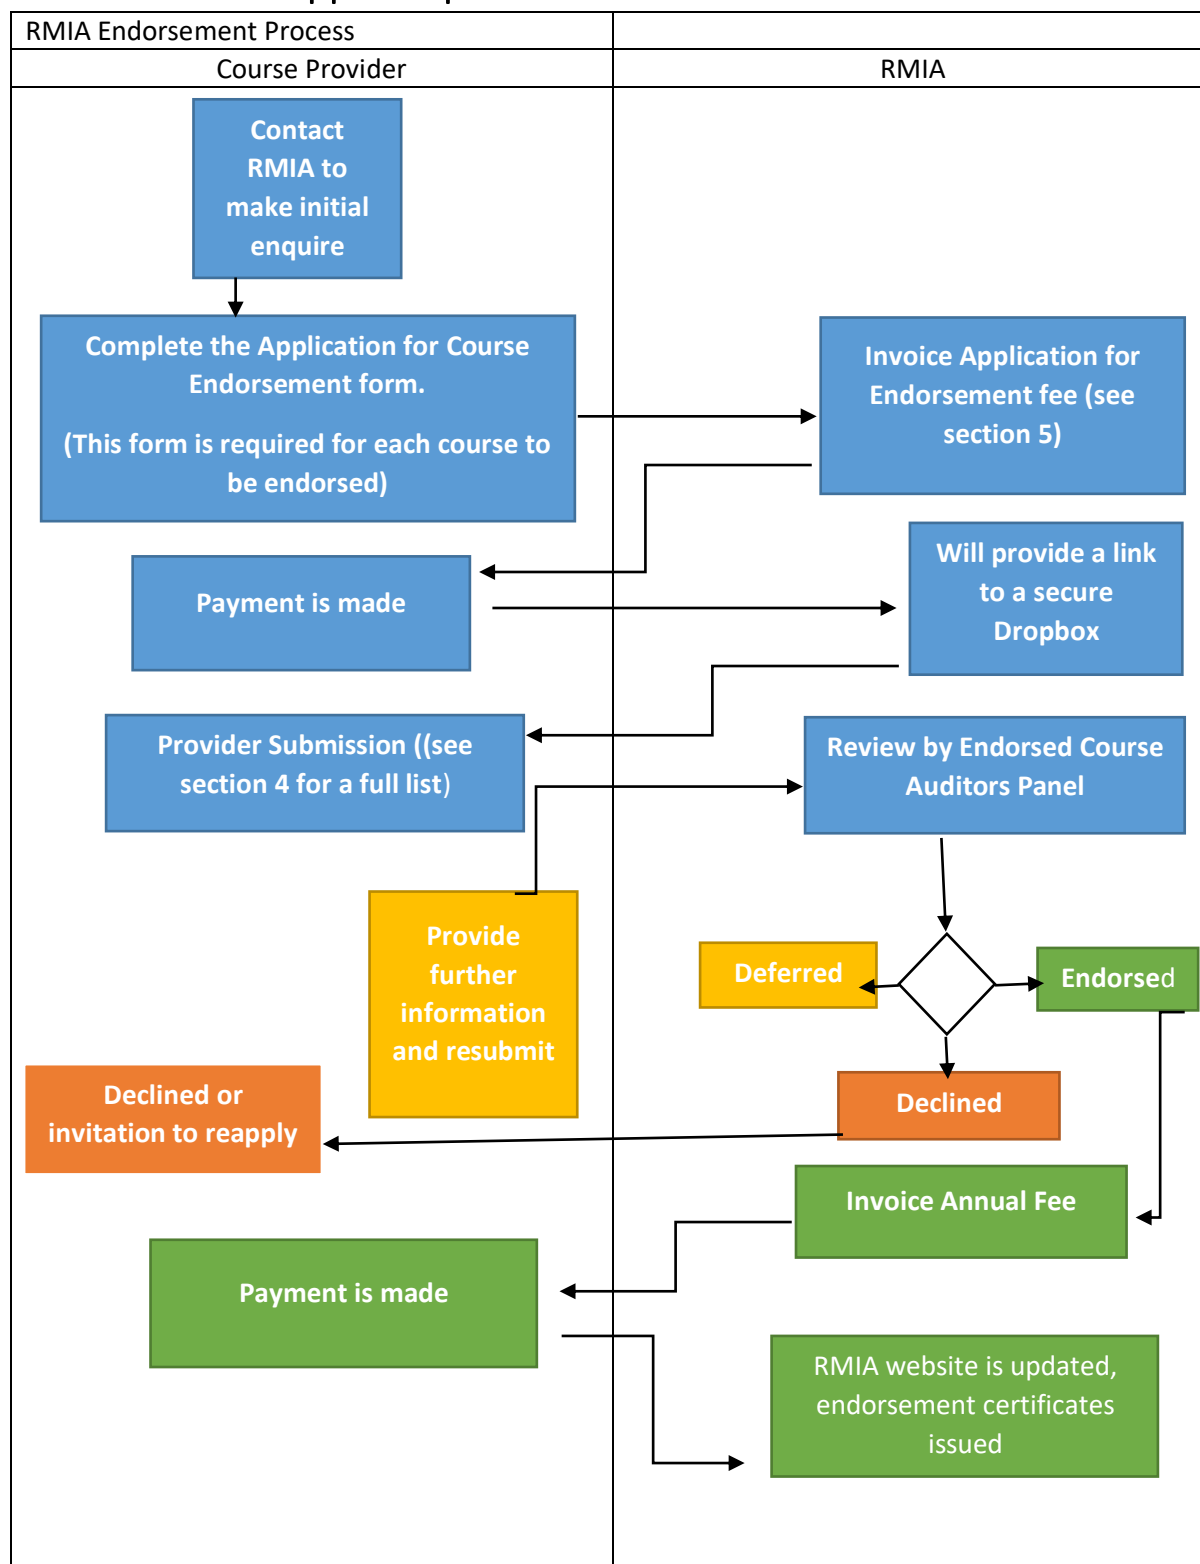 RMIA Endorsement Process
Course Provider
RMIA
Contact
RMIA to
make initial
enquire
Complete the Application for Course
Endorsement form.
(This form is required for each course to
be endorsed)
Invoice Application for
Endorsement fee (see
section 5)
Payment is made
Will provide a link
to a secure
Dropbox
Provider Submission ((see
section 4 for a full list)
Review by Endorsed Course
Auditors Panel
Provide
further
information
and resubmit
Deferred
Endorsed
Declined
Declined or
invitation to reapply
Invoice Annual Fee
Payment is made
RMIA website is updated,
endorsement certificates
issued